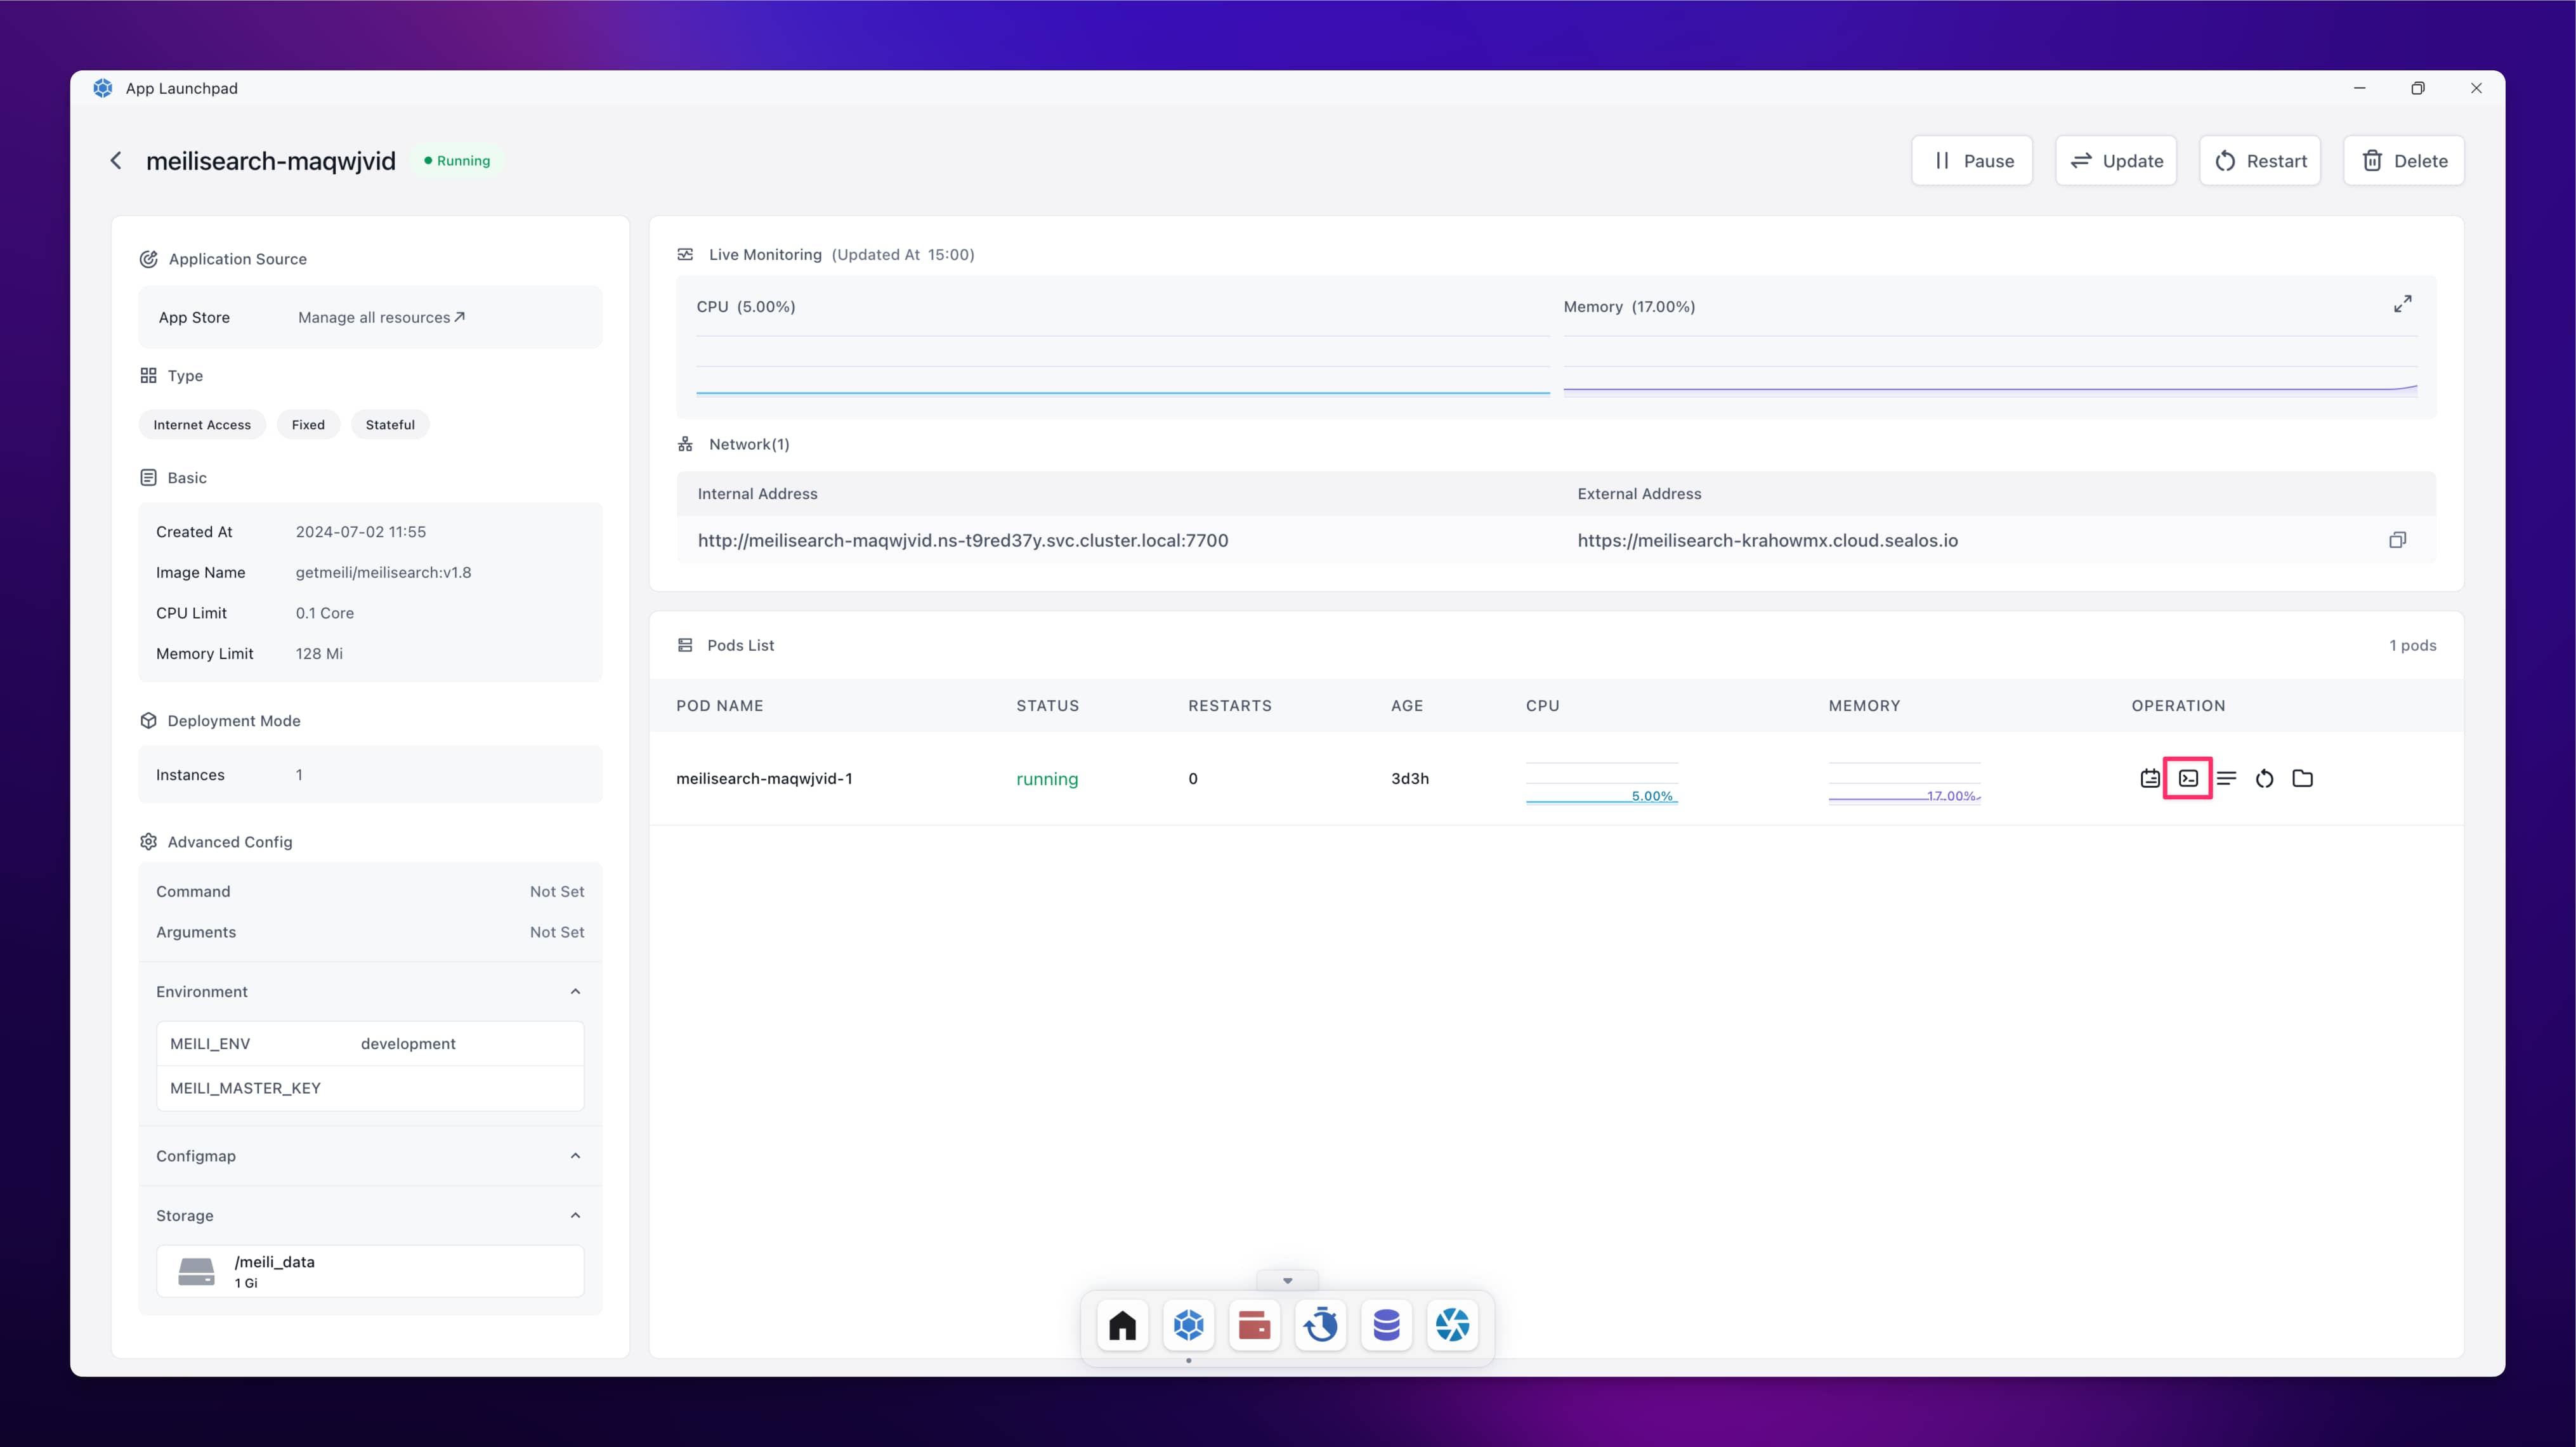 App Launchpad
meilisearch-maqwjvid
Running
Pause
Update
Restart
Delete
Application Source
App Store Manage all resources
Type
Internet Access Fixed Stateful
Basic
Created At 2024-07-02 11:55
Image Name getmeili/meilisearch:v1.8
CPU Limit 0.1 Core
Memory Limit 128 Mi
Deployment Mode
Instances 1
Advanced Config
Command Not Set
Arguments Not Set
Environment
MEILI_ENV development
MEILI_MASTER_KEY
Configmap
Storage
/meili_data
1 Gi
Live Monitoring (Updated At 15:00)
CPU (5.00%)
Memory (17.00%)
Network(1)
Internal Address External Address
http://meilisearch-maqwjvid.ns-t9red37y.svc.cluster.local:7700 https://meilisearch-krahowmx.cloud.sealos.io
Pods List 1 pods
POD NAME STATUS RESTARTS AGE CPU MEMORY OPERATION
meilisearch-maqwjvid-1 running 0 3d3h 5.00% 17.00%